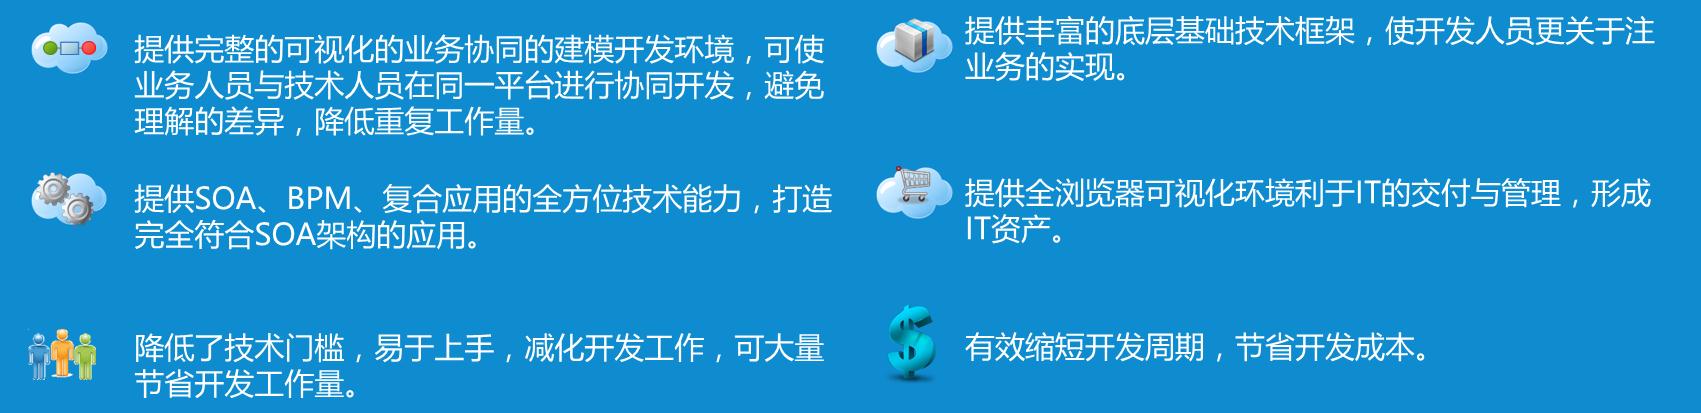 提供完整的可视化的业务协同的建模开发环境，可使
业务人员与技术人员在同一平台进行协同开发，避免
理解的差异，降低重复工作量。
提供丰富的底层基础技术框架，使开发人员更关于注
业务的实现。
提供SOA、BPM、复合应用的全方位技术能力，打造
完全符合SOA架构的应用。
提供全浏览器可视化环境利于IT的交付与管理，形成
IT资产。
降低了技术门槛，易于上手，减化开发工作，可大量
节省开发工作量。
有效缩短开发周期，节省开发成本。